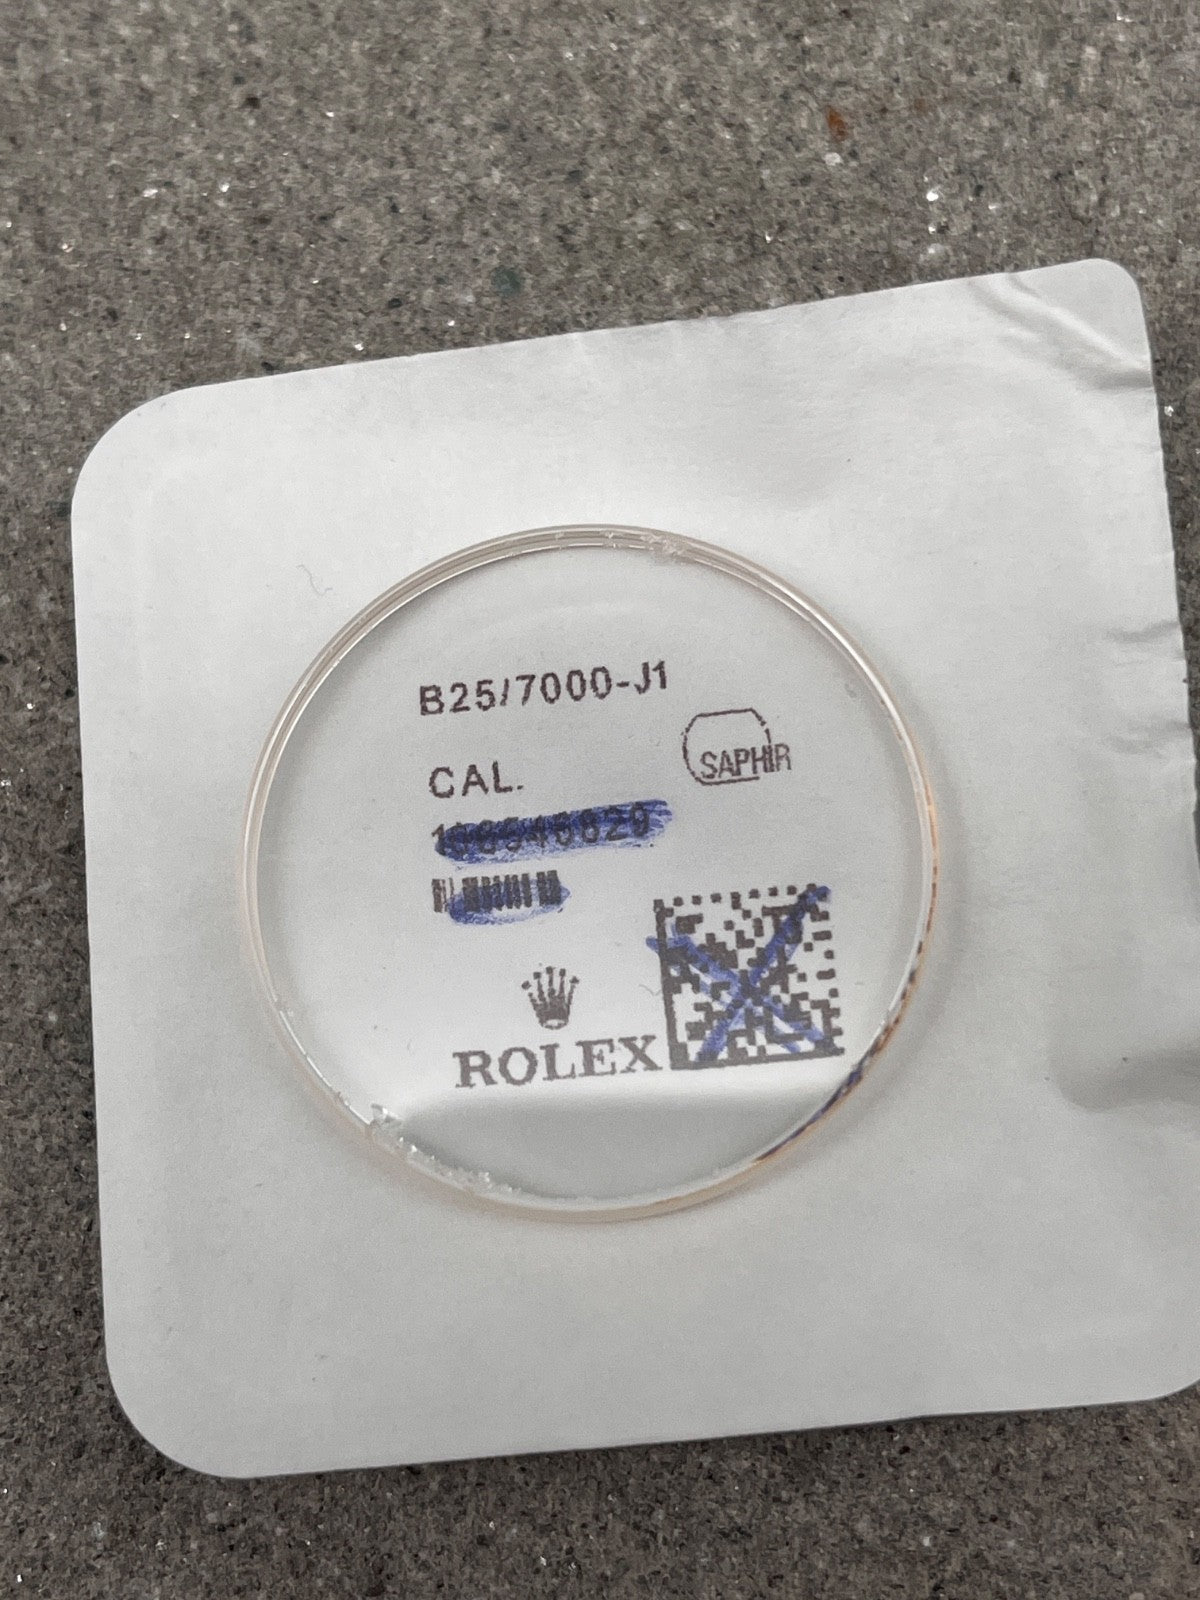 B25/7000-J1
SAPHIR
CAL.
ROLEX